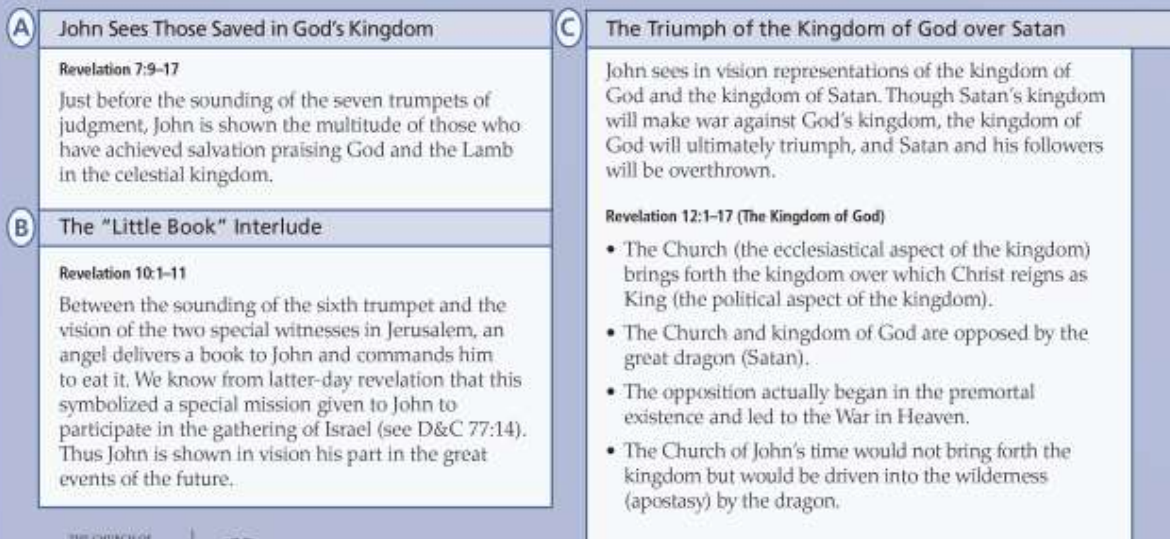 A
John Sees Those Saved in God's Kingdom
Revelation 7:9–17
Just before the sounding of the seven trumpets of
judgment, John is shown the multitude of those who
have achieved salvation praising God and the Lamb
in the celestial kingdom.
B
The "Little Book" Interlude
Revelation 10:1–11
Between the sounding of the sixth trumpet and the
vision of the two special witnesses in Jerusalem, an
angel delivers a book to John and commands him
to eat it. We know from latter-day revelation that this
symbolized a special mission given to John to
participate in the gathering of Israel (see D&C 77:14).
Thus John is shown in vision his part in the great
events of the future.
C
The Triumph of the Kingdom of God over Satan
John sees in vision representations of the kingdom of
God and the kingdom of Satan. Though Satan's kingdom
will make war against God's kingdom, the kingdom of
God will ultimately triumph, and Satan and his followers
will be overthrown.
Revelation 12:1–17 (The Kingdom of God)
• The Church (the ecclesiastical aspect of the kingdom)
brings forth the kingdom over which Christ reigns as
King (the political aspect of the kingdom).
• The Church and kingdom of God are opposed by the
great dragon (Satan).
• The opposition actually began in the premortal
existence and led to the War in Heaven.
• The Church of John's time would not bring forth the
kingdom but would be driven into the wilderness
(apostasy) by the dragon.
THE CHURCH OF